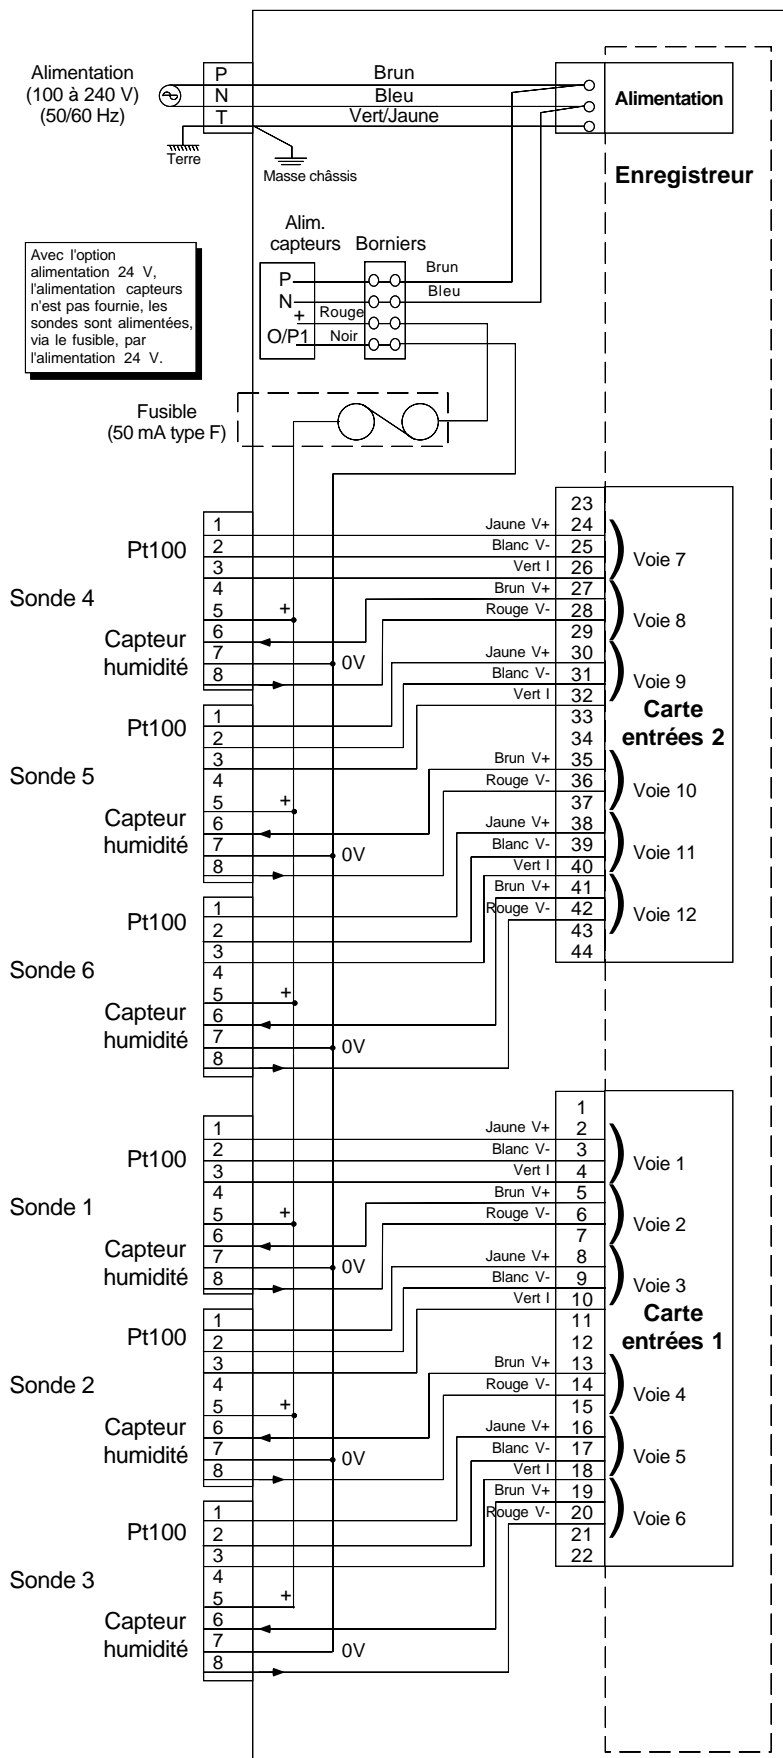 Alimentation
(100 à 240 V)
(50/60 Hz)
P
N
T
Brun
Bleu
Vert/Jaune
Alimentation
Terre
Masse châssis
Enregistreur
Avec l'option
alimentation 24 V,
l'alimentation capteurs
n'est pas fournie, les
sondes sont alimentées,
via le fusible, par
l'alimentation 24 V.
Alim.
capteurs
Borniers
P
N
+
O/P1
Brun
Bleu
Rouge
Noir
Fusible
(50 mA type F)
Sonde 4
Pt100
Capteur
humidité
1
2
3
4
5
6
7
8
+
0V
Sonde 5
Pt100
Capteur
humidité
1
2
3
4
5
6
7
8
+
0V
Sonde 6
Pt100
Capteur
humidité
1
2
3
4
5
6
7
8
+
0V
23
Jaune V+ 24
Blanc V- 25
Vert I 26
Brun V+ 27
Rouge V- 28
29
Jaune V+ 30
Blanc V- 31
Vert I 32
33
34
Brun V+ 35
Rouge V- 36
37
Jaune V+ 38
Blanc V- 39
Vert I 40
Brun V+ 41
Rouge V- 42
43
44
Voie 7
Voie 8
Voie 9
Carte
entrées 2
Voie 10
Voie 11
Voie 12
Sonde 1
Pt100
Capteur
humidité
1
2
3
4
5
6
7
8
+
0V
Sonde 2
Pt100
Capteur
humidité
1
2
3
4
5
6
7
8
+
0V
Sonde 3
Pt100
Capteur
humidité
1
2
3
4
5
6
7
8
+
0V
1
Jaune V+ 2
Blanc V- 3
Vert I 4
Brun V+ 5
Rouge V- 6
7
Jaune V+ 8
Blanc V- 9
Vert I 10
11
12
Brun V+ 13
Rouge V- 14
15
Jaune V+ 16
Blanc V- 17
Vert I 18
Brun V+ 19
Rouge V- 20
21
22
Voie 1
Voie 2
Voie 3
Carte
entrées 1
Voie 4
Voie 5
Voie 6